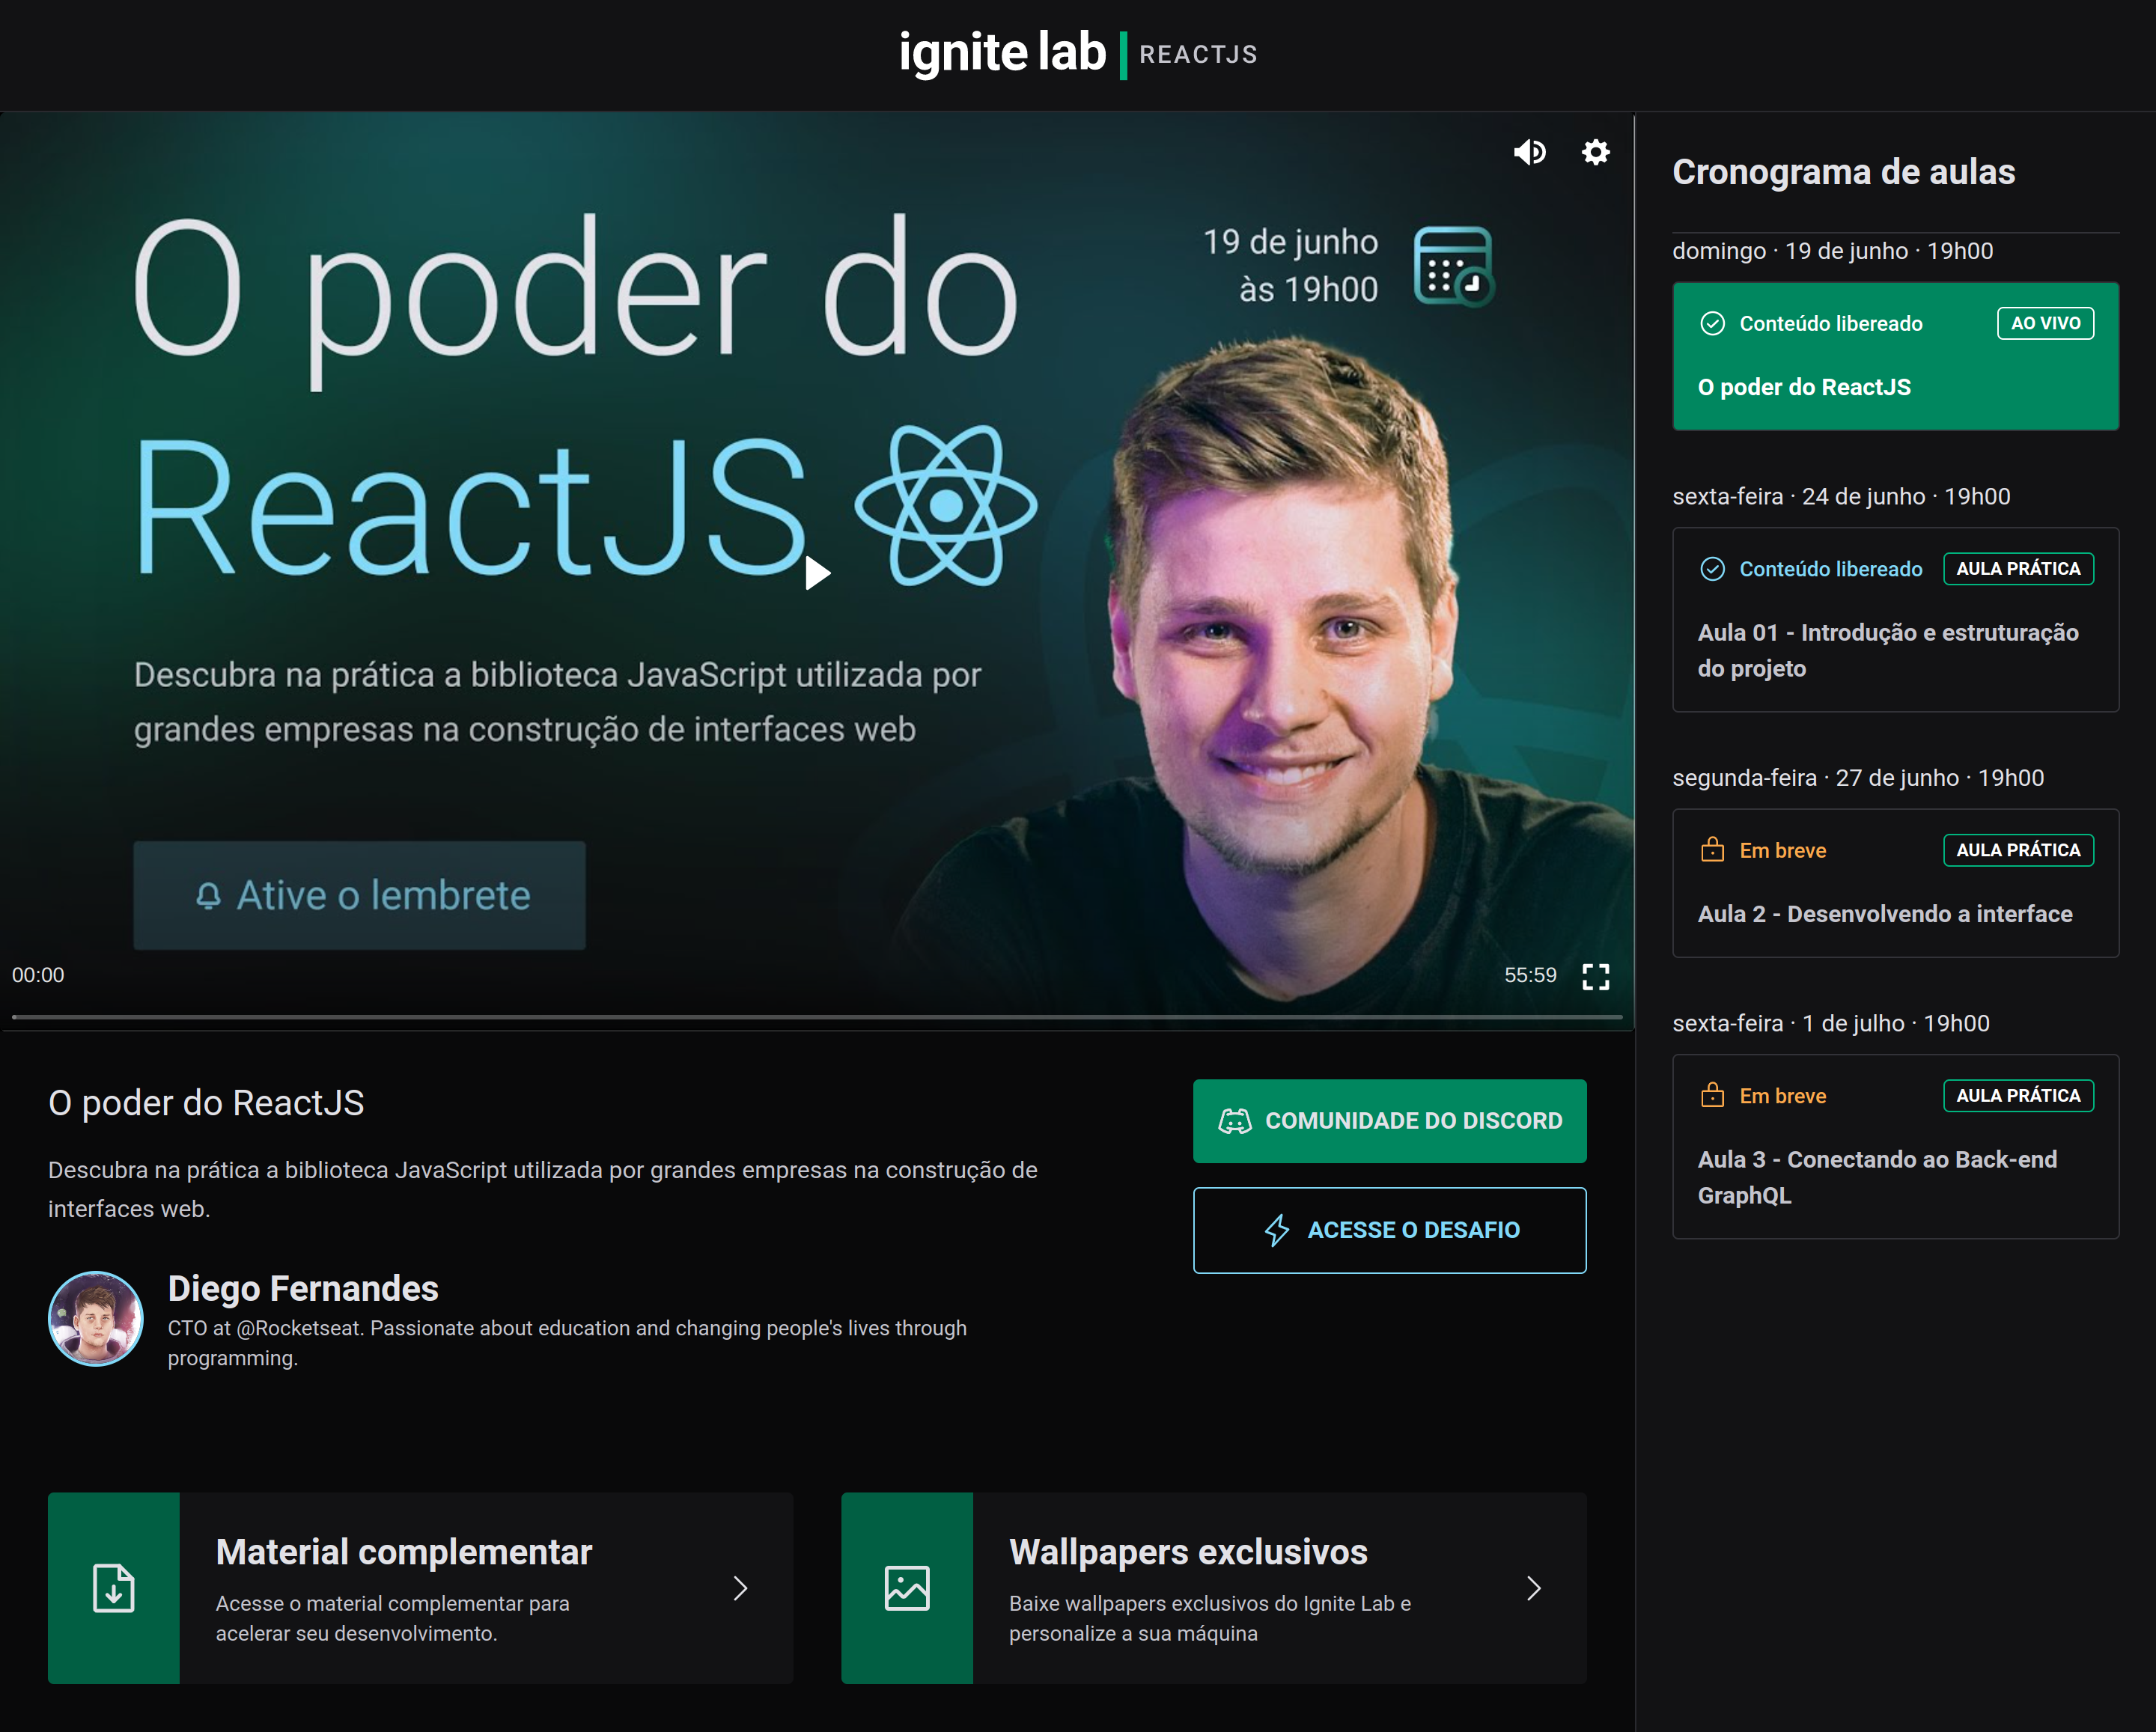 ignite lab REACTJS
O poder do
ReactJS
19 de junho
às 19h00
Descubra na prática a biblioteca JavaScript utilizada por
grandes empresas na construção de interfaces web
Ative o lembrete
00:00
55:59
O poder do ReactJS
Descubra na prática a biblioteca JavaScript utilizada por grandes empresas na construção de
interfaces web.
Diego Fernandes
CTO at @Rocketseat. Passionate about education and changing people's lives through
programming.
COMUNIDADE DO DISCORD
ACESSE O DESAFIO
Material complementar
Acesse o material complementar para
acelerar seu desenvolvimento.
Wallpapers exclusivos
Baixe wallpapers exclusivos do Ignite Lab e
personalize a sua máquina
Cronograma de aulas
domingo · 19 de junho · 19h00
Conteúdo libereado AO VIVO
O poder do ReactJS
sexta-feira · 24 de junho · 19h00
Conteúdo libereado AULA PRÁTICA
Aula 01 - Introdução e estruturação
do projeto
segunda-feira · 27 de junho · 19h00
Em breve AULA PRÁTICA
Aula 2 - Desenvolvendo a interface
sexta-feira · 1 de julho · 19h00
Em breve AULA PRÁTICA
Aula 3 - Conectando ao Back-end
GraphQL